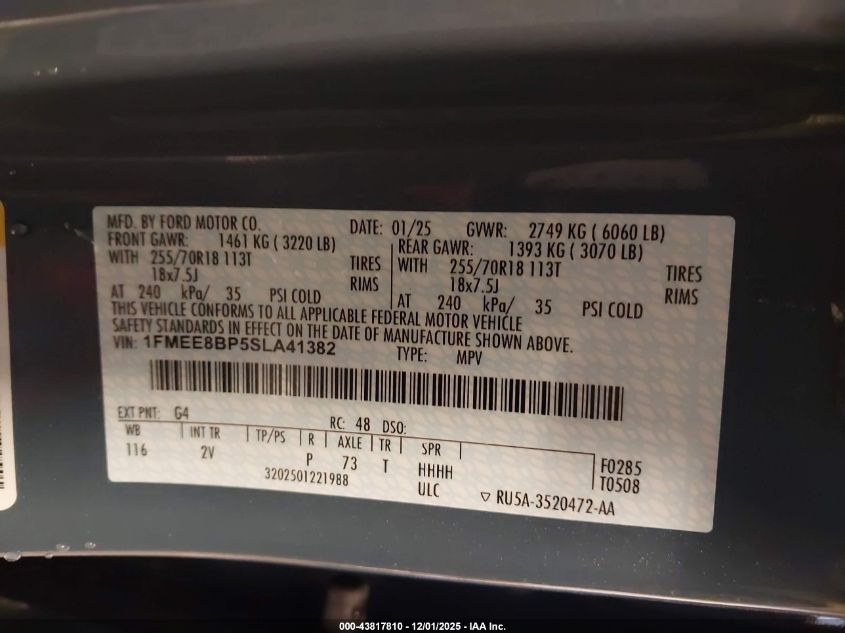 MFD. BY FORD MOTOR CO.
DATE: 01/25 GVWR: 2749 KG ( 6060 LB)
FRONT GAWR: 1461 KG ( 3220 LB)
REAR GAWR: 1393 KG ( 3070 LB)
WITH 255/70R18 113T TIRES
WITH 255/70R18 113T TIRES
18x7.5J RIMS
18x7.5J RIMS
AT 240 kPa/ 35 PSI COLD
AT 240 kPa/ 35 PSI COLD
THIS VEHICLE CONFORMS TO ALL APPLICABLE FEDERAL MOTOR VEHICLE
SAFETY STANDARDS IN EFFECT ON THE DATE OF MANUFACTURE SHOWN ABOVE.
VIN: 1FMEE8BP5SLA41382 TYPE: MPV
EXT PNT: G4 RC: 48 DSO:
WB INT TR TP/PS R AXLE TR SPR
116 2V P 73 T HHHH F0285
3202501221988 ULC T0508
RU5A-3520472-AA
000-43817810 - 12/01/2025 - IAA Inc.